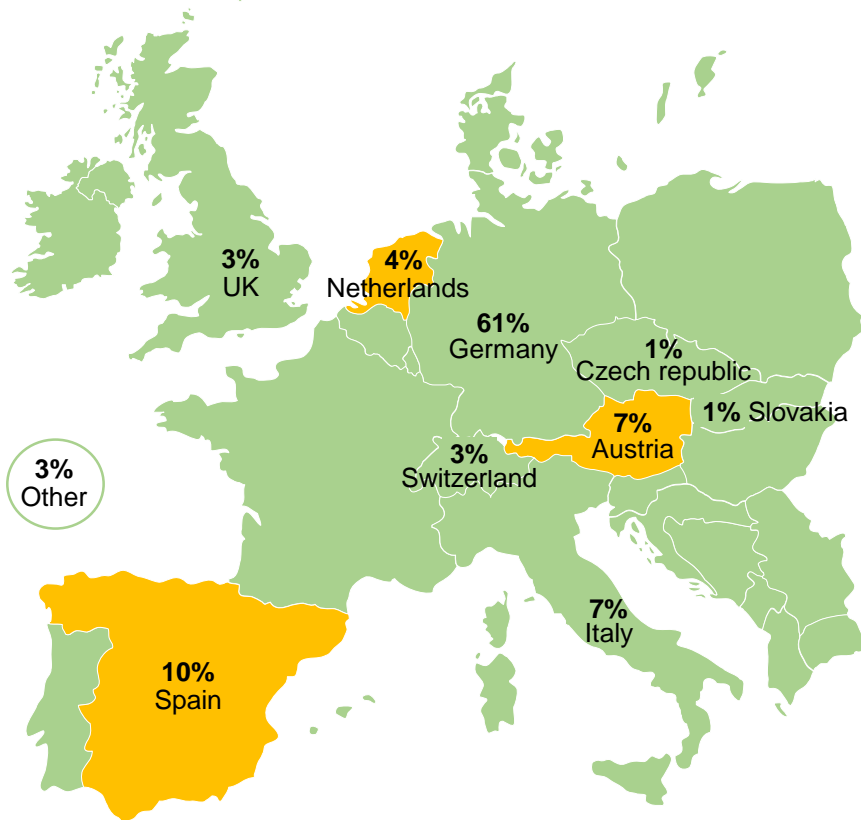 3%
UK
4%
Netherlands
61%
Germany
1%
Czech republic
1% Slovakia
7%
Austria
3%
Switzerland
3%
Other
7%
Italy
10%
Spain